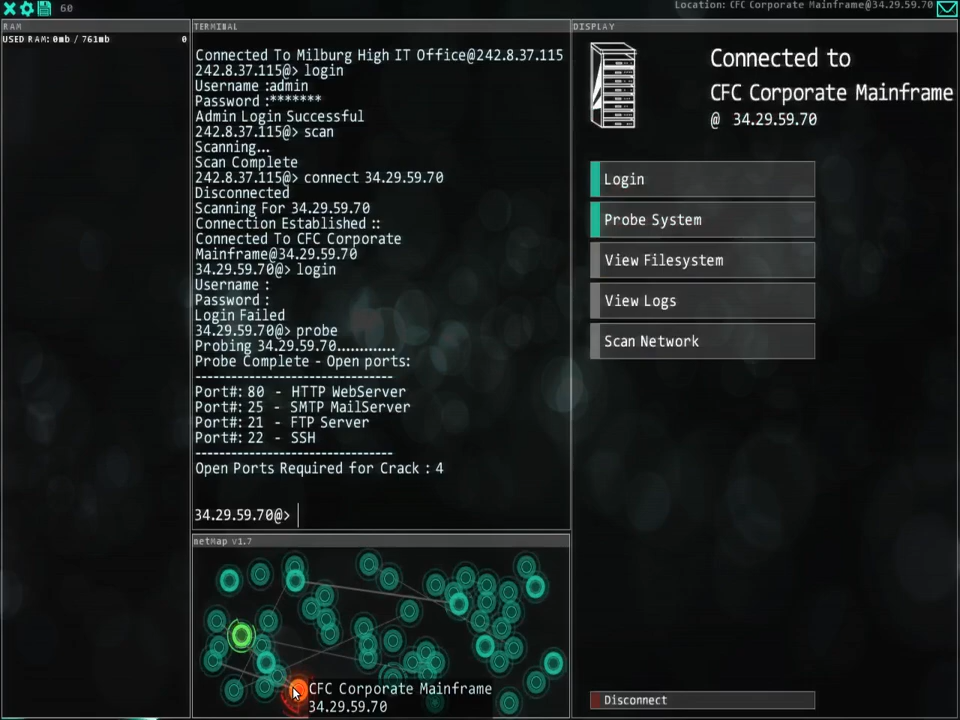 60
Location: CFC Corporate Mainframe@34.29.59.70
RAM
USED RAM: 0mb / 761mb 0
TERMINAL
Connected To Milburg High IT Office@242.8.37.115
242.8.37.115@> login
Username :admin
Password :*******
Admin Login Successful
242.8.37.115@> scan
Scanning...
Scan Complete
242.8.37.115@> connect 34.29.59.70
Disconnected
Scanning For 34.29.59.70
Connection Established ::
Connected To CFC Corporate
Mainframe@34.29.59.70
34.29.59.70@> login
Username :
Password :
Login Failed
34.29.59.70@> probe
Probing 34.29.59.70.............
Probe Complete - Open ports:
---------------------------------
Port#: 80 - HTTP WebServer
Port#: 25 - SMTP MailServer
Port#: 21 - FTP Server
Port#: 22 - SSH
---------------------------------
Open Ports Required for Crack : 4
34.29.59.70@>
netMap v1.7
CFC Corporate Mainframe
34.29.59.70
DISPLAY
Connected to
CFC Corporate Mainframe
@ 34.29.59.70
Login
Probe System
View Filesystem
View Logs
Scan Network
Disconnect